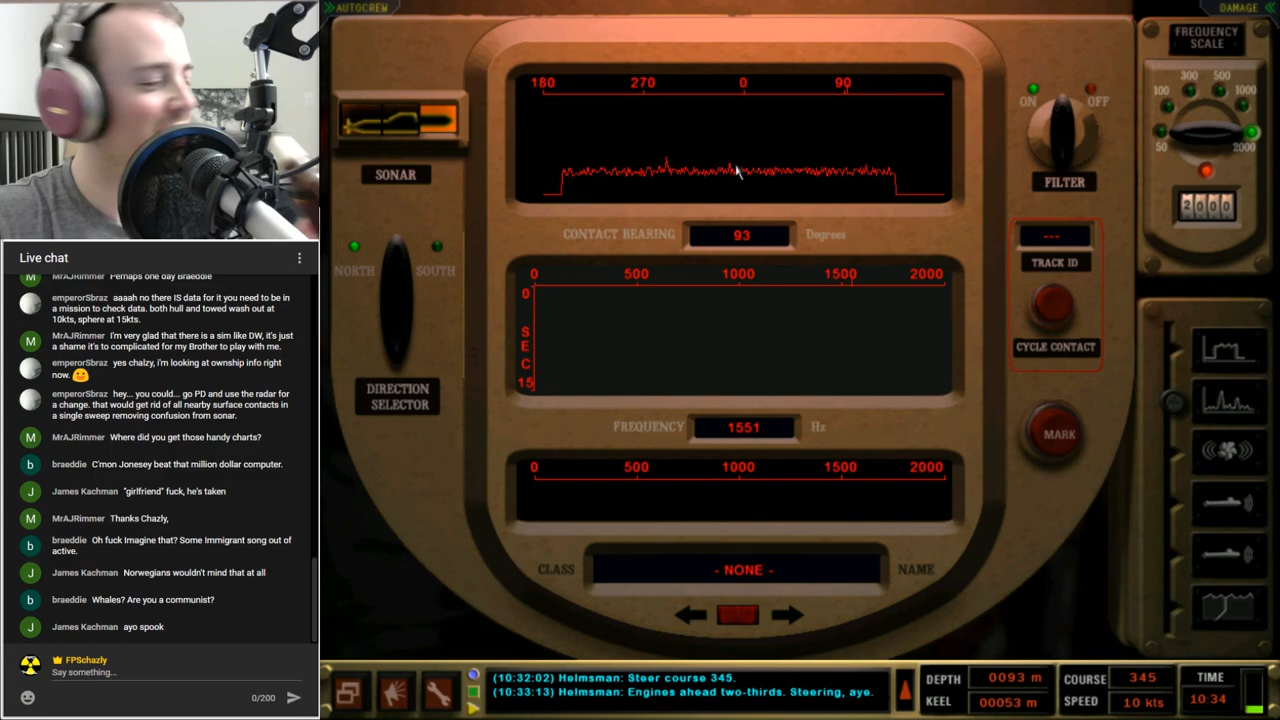 >>AUTOCREW
DAMAGE <<
Live chat
MrAJRimmer Perhaps one day Braeddie
emperorSbraz aaaah no there IS data for it you need to be in
a mission to check data. both hull and towed wash out at
10kts, sphere at 15kts.
MrAJRimmer I'm very glad that there is a sim like DW, it's just
a shame it's to complicated for my Brother to play with me.
emperorSbraz yes chalzy, i'm looking at ownship info right
now.
emperorSbraz hey... you could... go PD and use the radar for
a change. that would get rid of all nearby surface contacts in
a single sweep removing confusion from sonar.
MrAJRimmer Where did you get those handy charts?
braeddie C'mon Jonesey beat that million dollar computer.
James Kachman "girlfriend" fuck, he's taken
MrAJRimmer Thanks Chazly,
braeddie Oh fuck Imagine that? Some Immigrant song out of
active.
James Kachman Norwegians wouldn't mind that at all
braeddie Whales? Are you a communist?
James Kachman ayo spook
FPSchazly
Say something...
0/200
SONAR
NORTH SOUTH
DIRECTION
SELECTOR
180 270 0 90
CONTACT BEARING 93 Degrees
0 500 1000 1500 2000
0
SEC
15
FREQUENCY 1551 Hz
0 500 1000 1500 2000
CLASS - NONE - NAME
ON OFF
FILTER
---
TRACK ID
CYCLE CONTACT
MARK
FREQUENCY
SCALE
50 100 300 500 1000 2000
2000
(10:32:02) Helmsman: Steer course 345.
(10:33:13) Helmsman: Engines ahead two-thirds. Steering, aye.
DEPTH 0093 m
KEEL 00053 m
COURSE 345
SPEED 10 kts
TIME
10:34